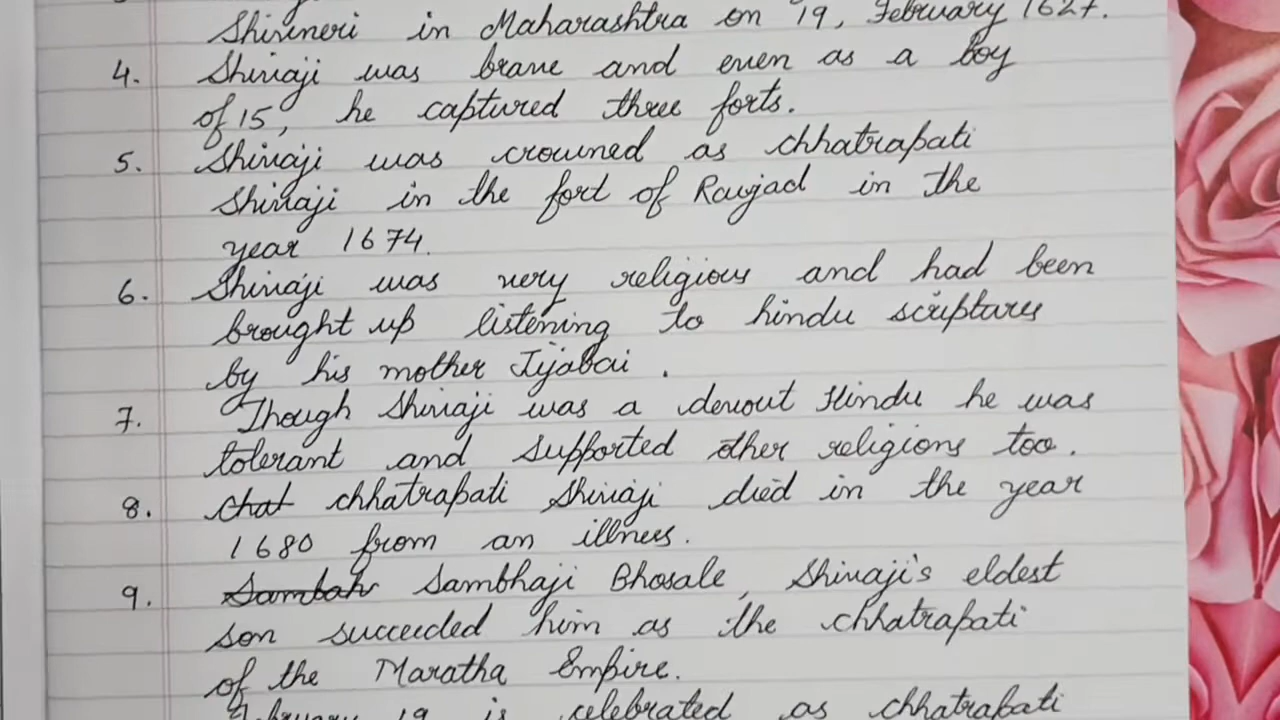 Shivneri in Maharashtra on 19, February 1627.
4. Shivaji was brave and even as a boy
of 15, he captured three forts.
5. Shivaji was crowned as chhatrapati
Shivaji in the fort of Raigad in the
year 1674.
6. Shivaji was very religious and had been
brought up listening to hindu scriptures
by his mother Jijabai .
7. Though Shivaji was a devout Hindu he was
tolerant and supported other religions too.
8. Chat chhatrapati Shivaji died in the year
1680 from an illness.
9. Sambah Sambhaji Bhosale, Shivaji's eldest
son succeeded him as the chhatrapati
of the Maratha Empire.
February 19 is celebrated as chhatrapati